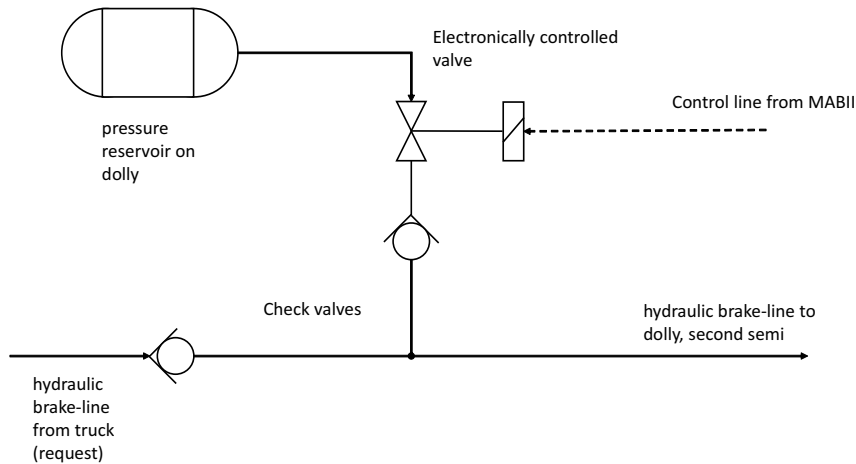 Electronically controlled
valve
Control line from MABII
pressure
reservoir on
dolly
Check valves
hydraulic brake-line to
dolly, second semi
hydraulic
brake-line
from truck
(request)